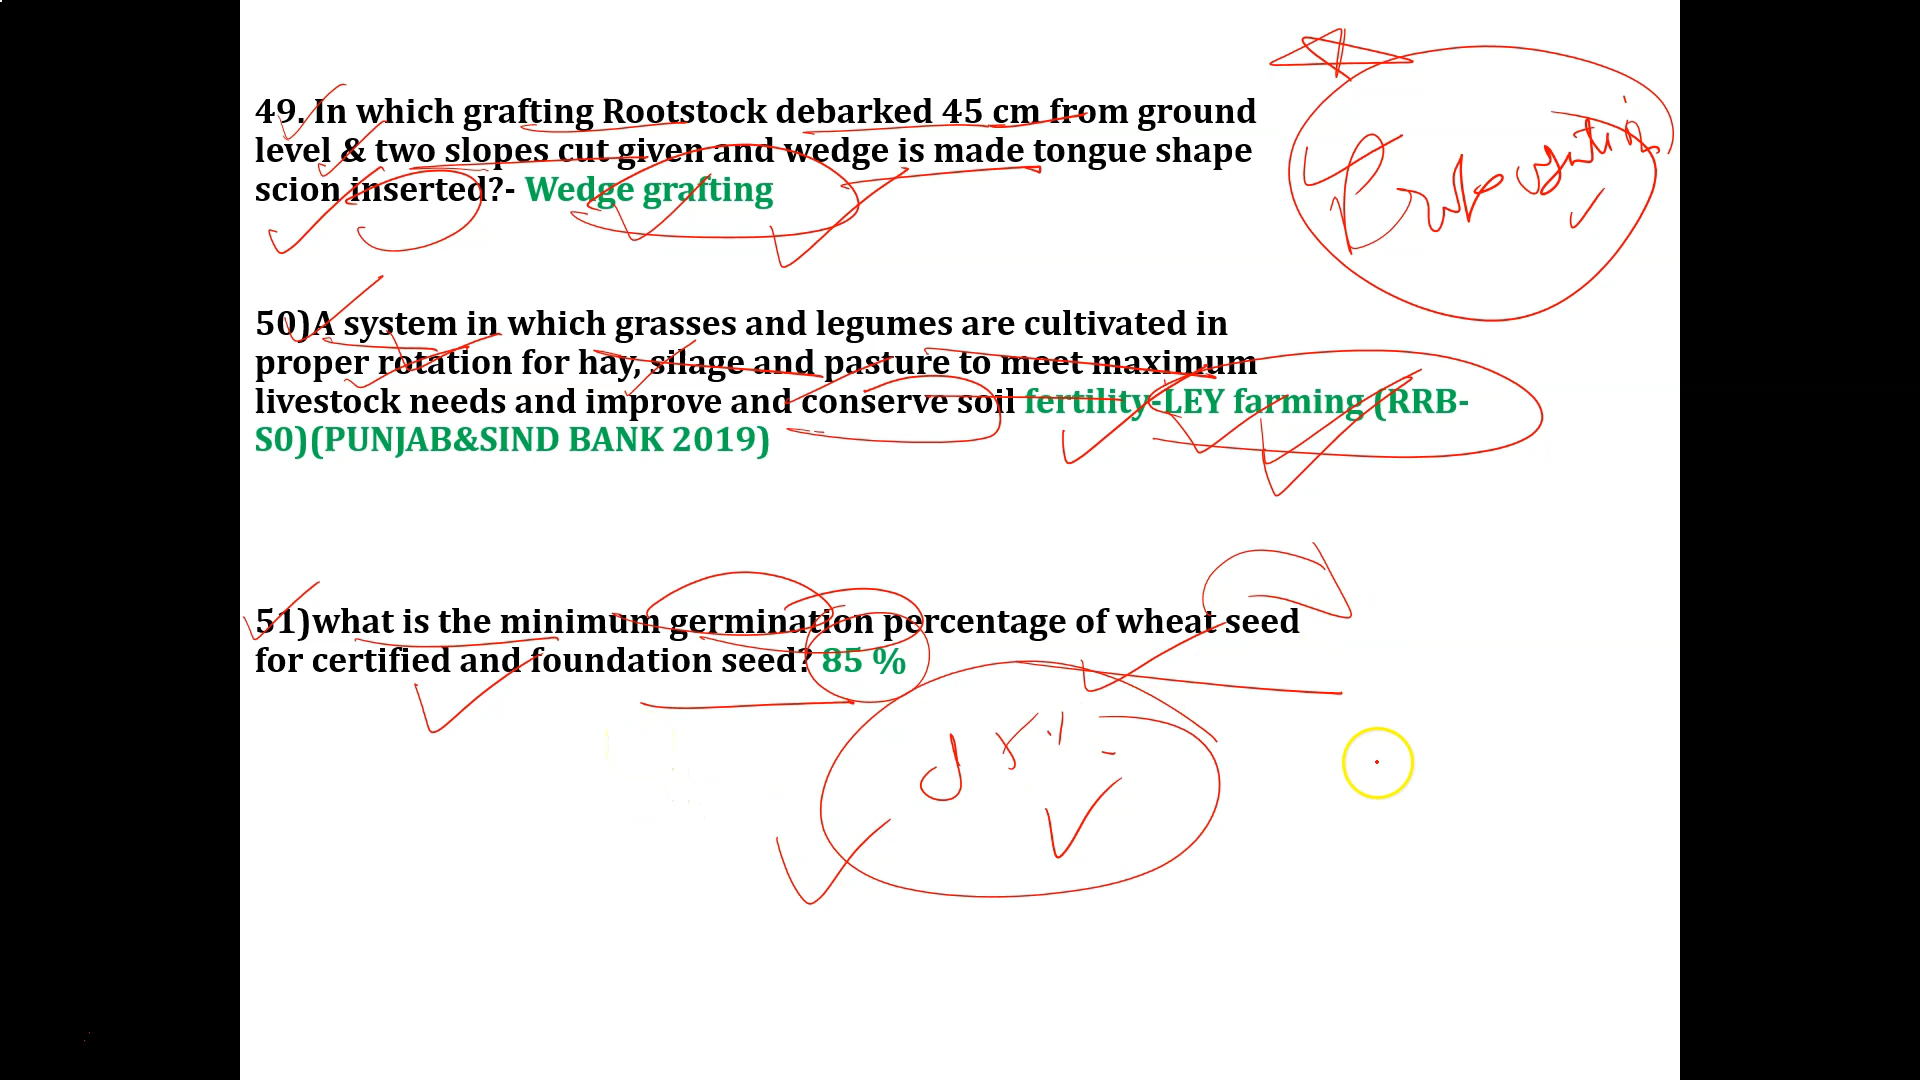 49. In which grafting Rootstock debarked 45 cm from ground
level & two slopes cut given and wedge is made tongue shape
scion inserted?- Wedge grafting
50)A system in which grasses and legumes are cultivated in
proper rotation for hay, silage and pasture to meet maximum
livestock needs and improve and conserve soil fertility-LEY farming (RRB-
S0)(PUNJAB&SIND BANK 2019)
51)what is the minimum germination percentage of wheat seed
for certified and foundation seed? 85 %